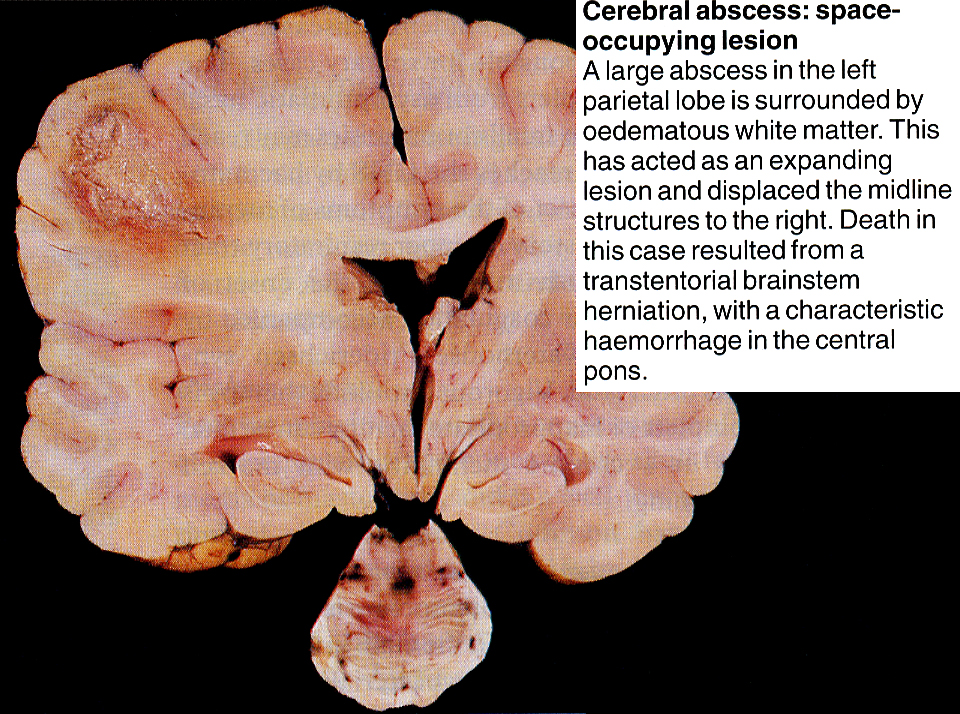 Cerebral abscess: space-
occupying lesion
A large abscess in the left
parietal lobe is surrounded by
oedematous white matter. This
has acted as an expanding
lesion and displaced the midline
structures to the right. Death in
this case resulted from a
transtentorial brainstem
herniation, with a characteristic
haemorrhage in the central
pons.